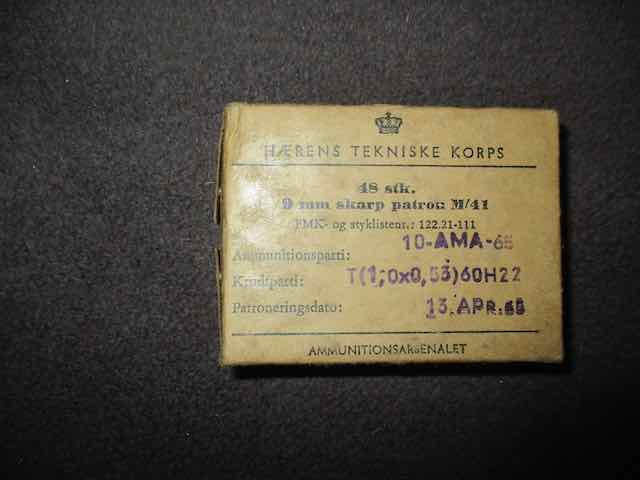 HÆRENS TEKNISKE KORPS
48 stk.
9 mm skarp patron M/41
FMK- og styklistenr.: 122.21-111
Ammunitionsparti: 10-AMA-65
Krudtparti: T(1,0x0,53)60H22
Patroneringsdato: 13.APR.65
AMMUNITIONSARSENALET